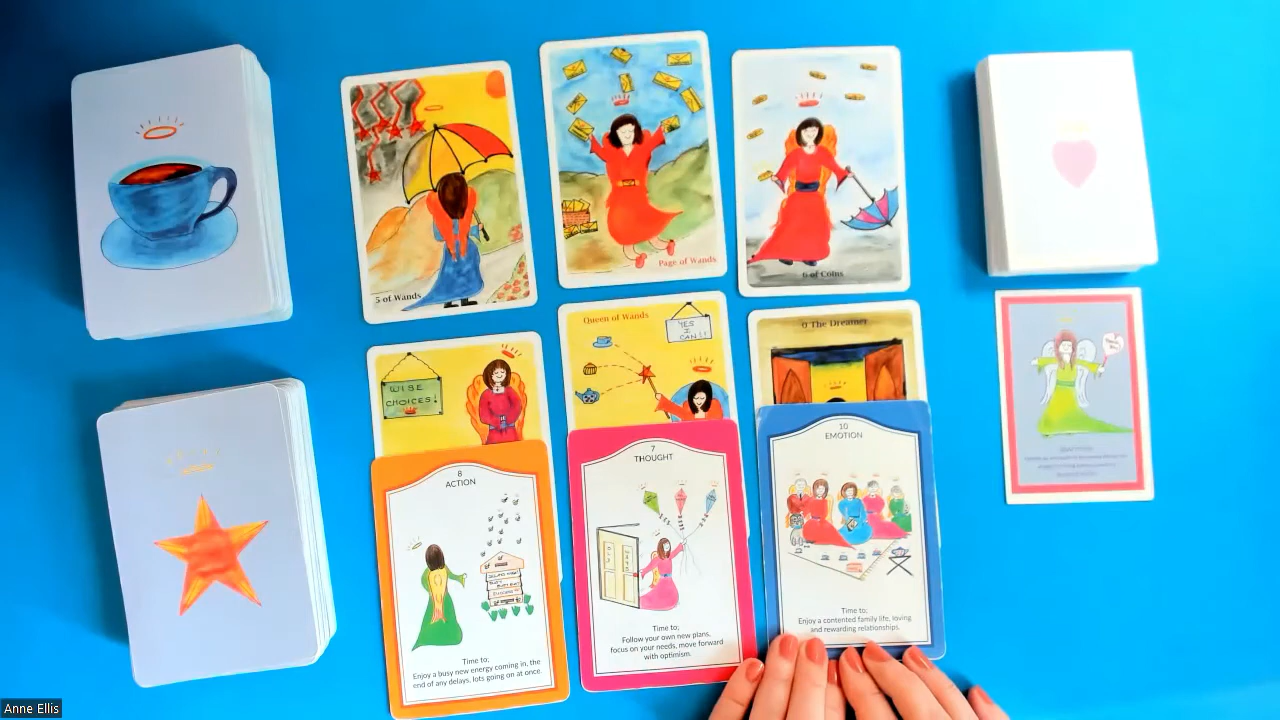 5 of Wands
Page of Wands
6 of Coins
WISE
CHOICES!
Queen of Wands
YES
I
CAN!!
0 The Dreamer
8
ACTION
Time to;
Enjoy a busy new energy coming in, the
end of any delays, lots going on at once.
7
THOUGHT
Time to;
Follow your own new plans,
focus on your needs, move forward
with optimism.
10
EMOTION
Time to;
Enjoy a contented family life, loving
and rewarding relationships.
Anne Ellis